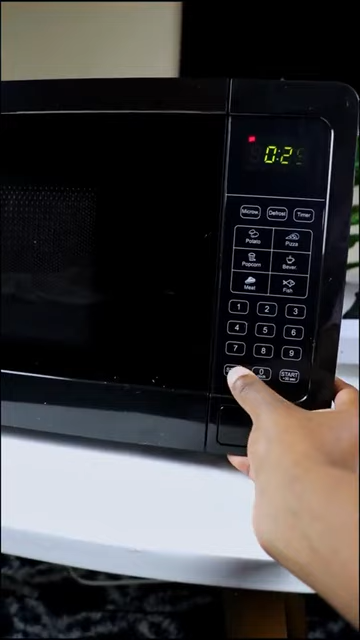 0:2
Microw. Defrost Timer
Potato Pizza
Popcorn Bever.
Meat Fish
1 2 3
4 5 6
7 8 9
0 START